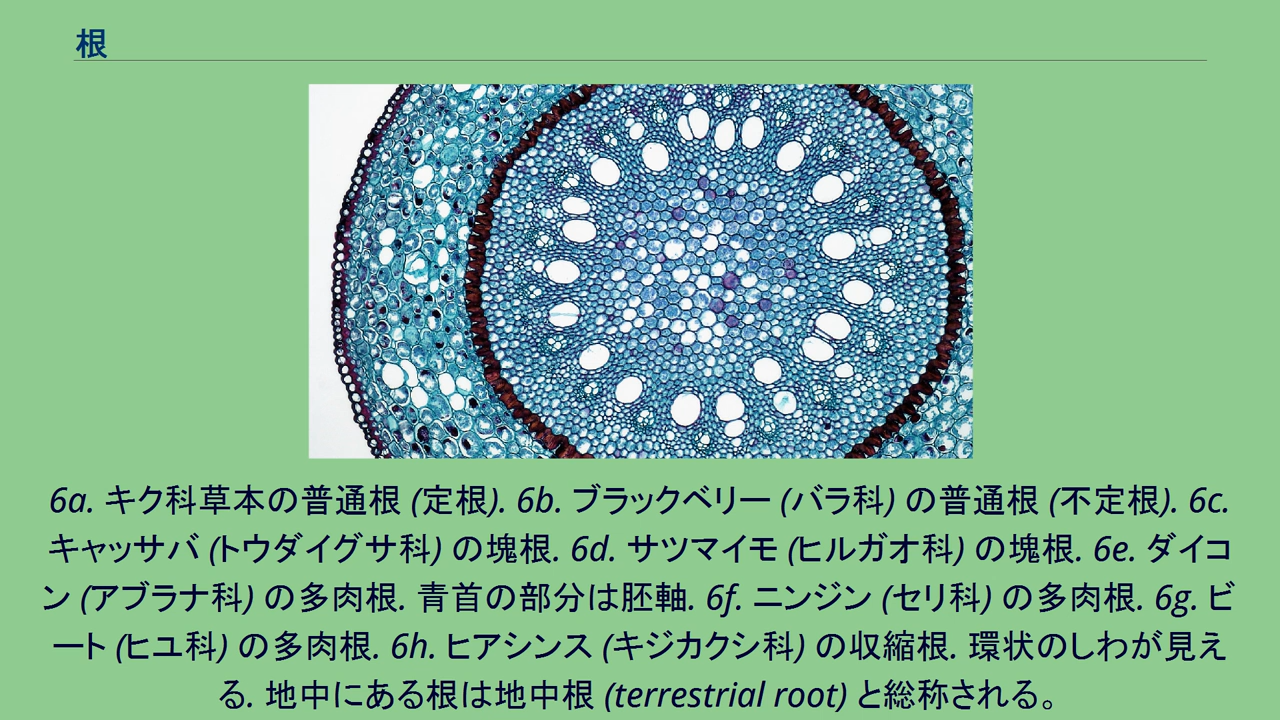 根
6a. キク科草本の普通根 (定根). 6b. ブラックベリー (バラ科) の普通根 (不定根). 6c.
キャッサバ (トウダイグサ科) の塊根. 6d. サツマイモ (ヒルガオ科) の塊根. 6e. ダイコ
ン (アブラナ科) の多肉根. 青首の部分は胚軸. 6f. ニンジン (セリ科) の多肉根. 6g. ビ
ート (ヒユ科) の多肉根. 6h. ヒアシンス (キジカクシ科) の収縮根. 環状のしわが見え
る. 地中にある根は地中根 (terrestrial root) と総称される。